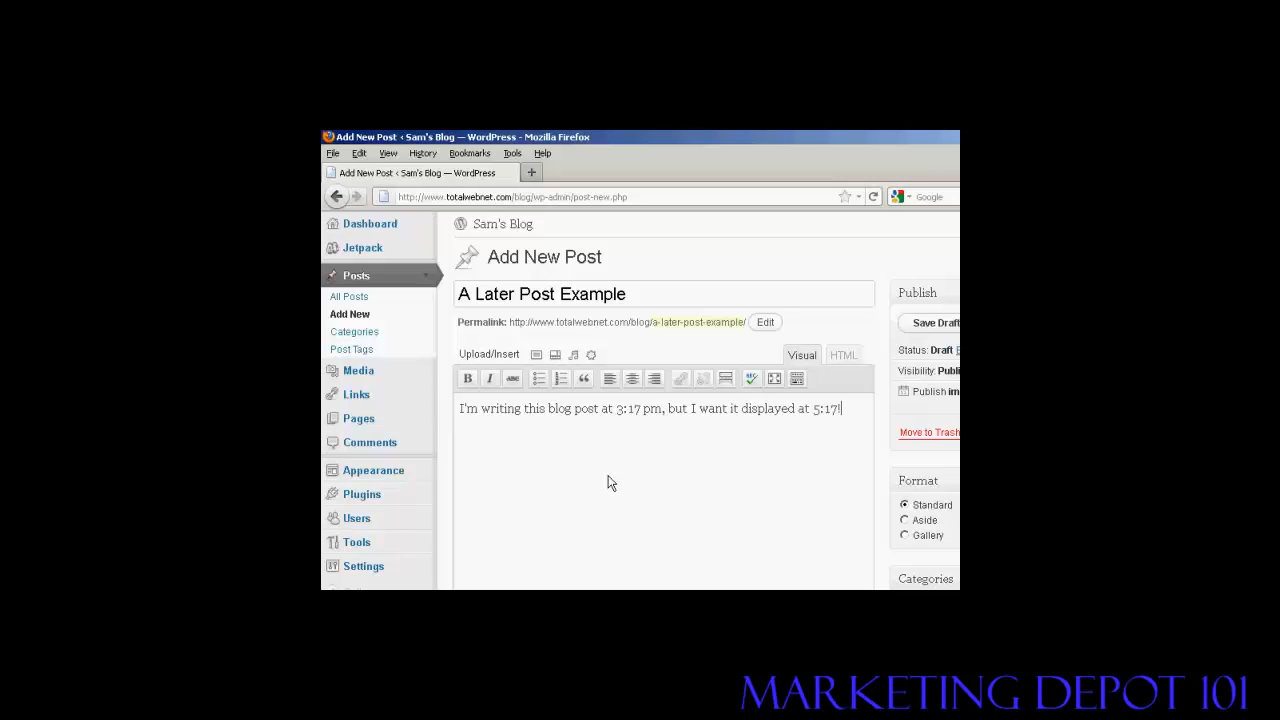 Add New Post ‹ Sam's Blog — WordPress - Mozilla Firefox
File Edit View History Bookmarks Tools Help
Add New Post ‹ Sam's Blog — WordPress
http://www.totalwebnet.com/blog/wp-admin/post-new.php
Google
Dashboard
Jetpack
Posts
All Posts
Add New
Categories
Post Tags
Media
Links
Pages
Comments
Appearance
Plugins
Users
Tools
Settings
Sam's Blog
Add New Post
A Later Post Example
Permalink: http://www.totalwebnet.com/blog/a-later-post-example/ Edit
Upload/Insert
Visual HTML
B I ABC
I'm writing this blog post at 3:17 pm, but I want it displayed at 5:17!
Publish
Save Draft
Status: Draft E
Visibility: Publi
Publish im
Move to Trash
Format
Standard
Aside
Gallery
Categories
MARKETING DEPOT 101